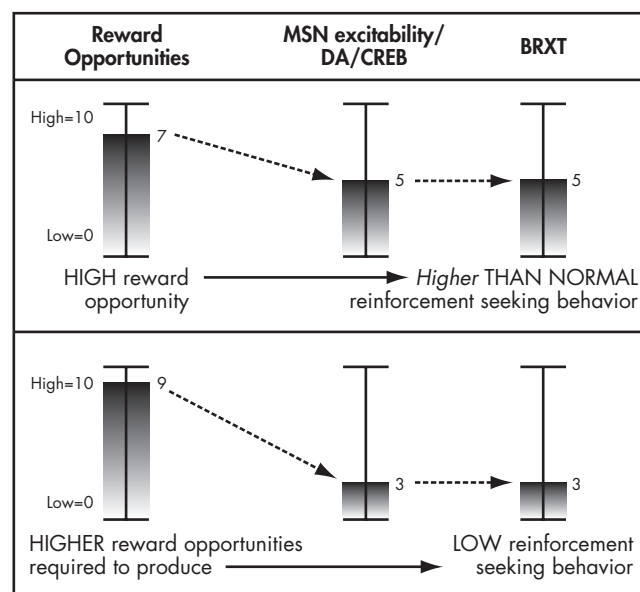 Reward
Opportunities
MSN excitability/
DA/CREB
BRXT
High=10
7
5
5
Low=0
HIGH reward
opportunity
Higher THAN NORMAL
reinforcement seeking behavior
High=10
9
3
3
Low=0
HIGHER reward opportunities
required to produce
LOW reinforcement
seeking behavior